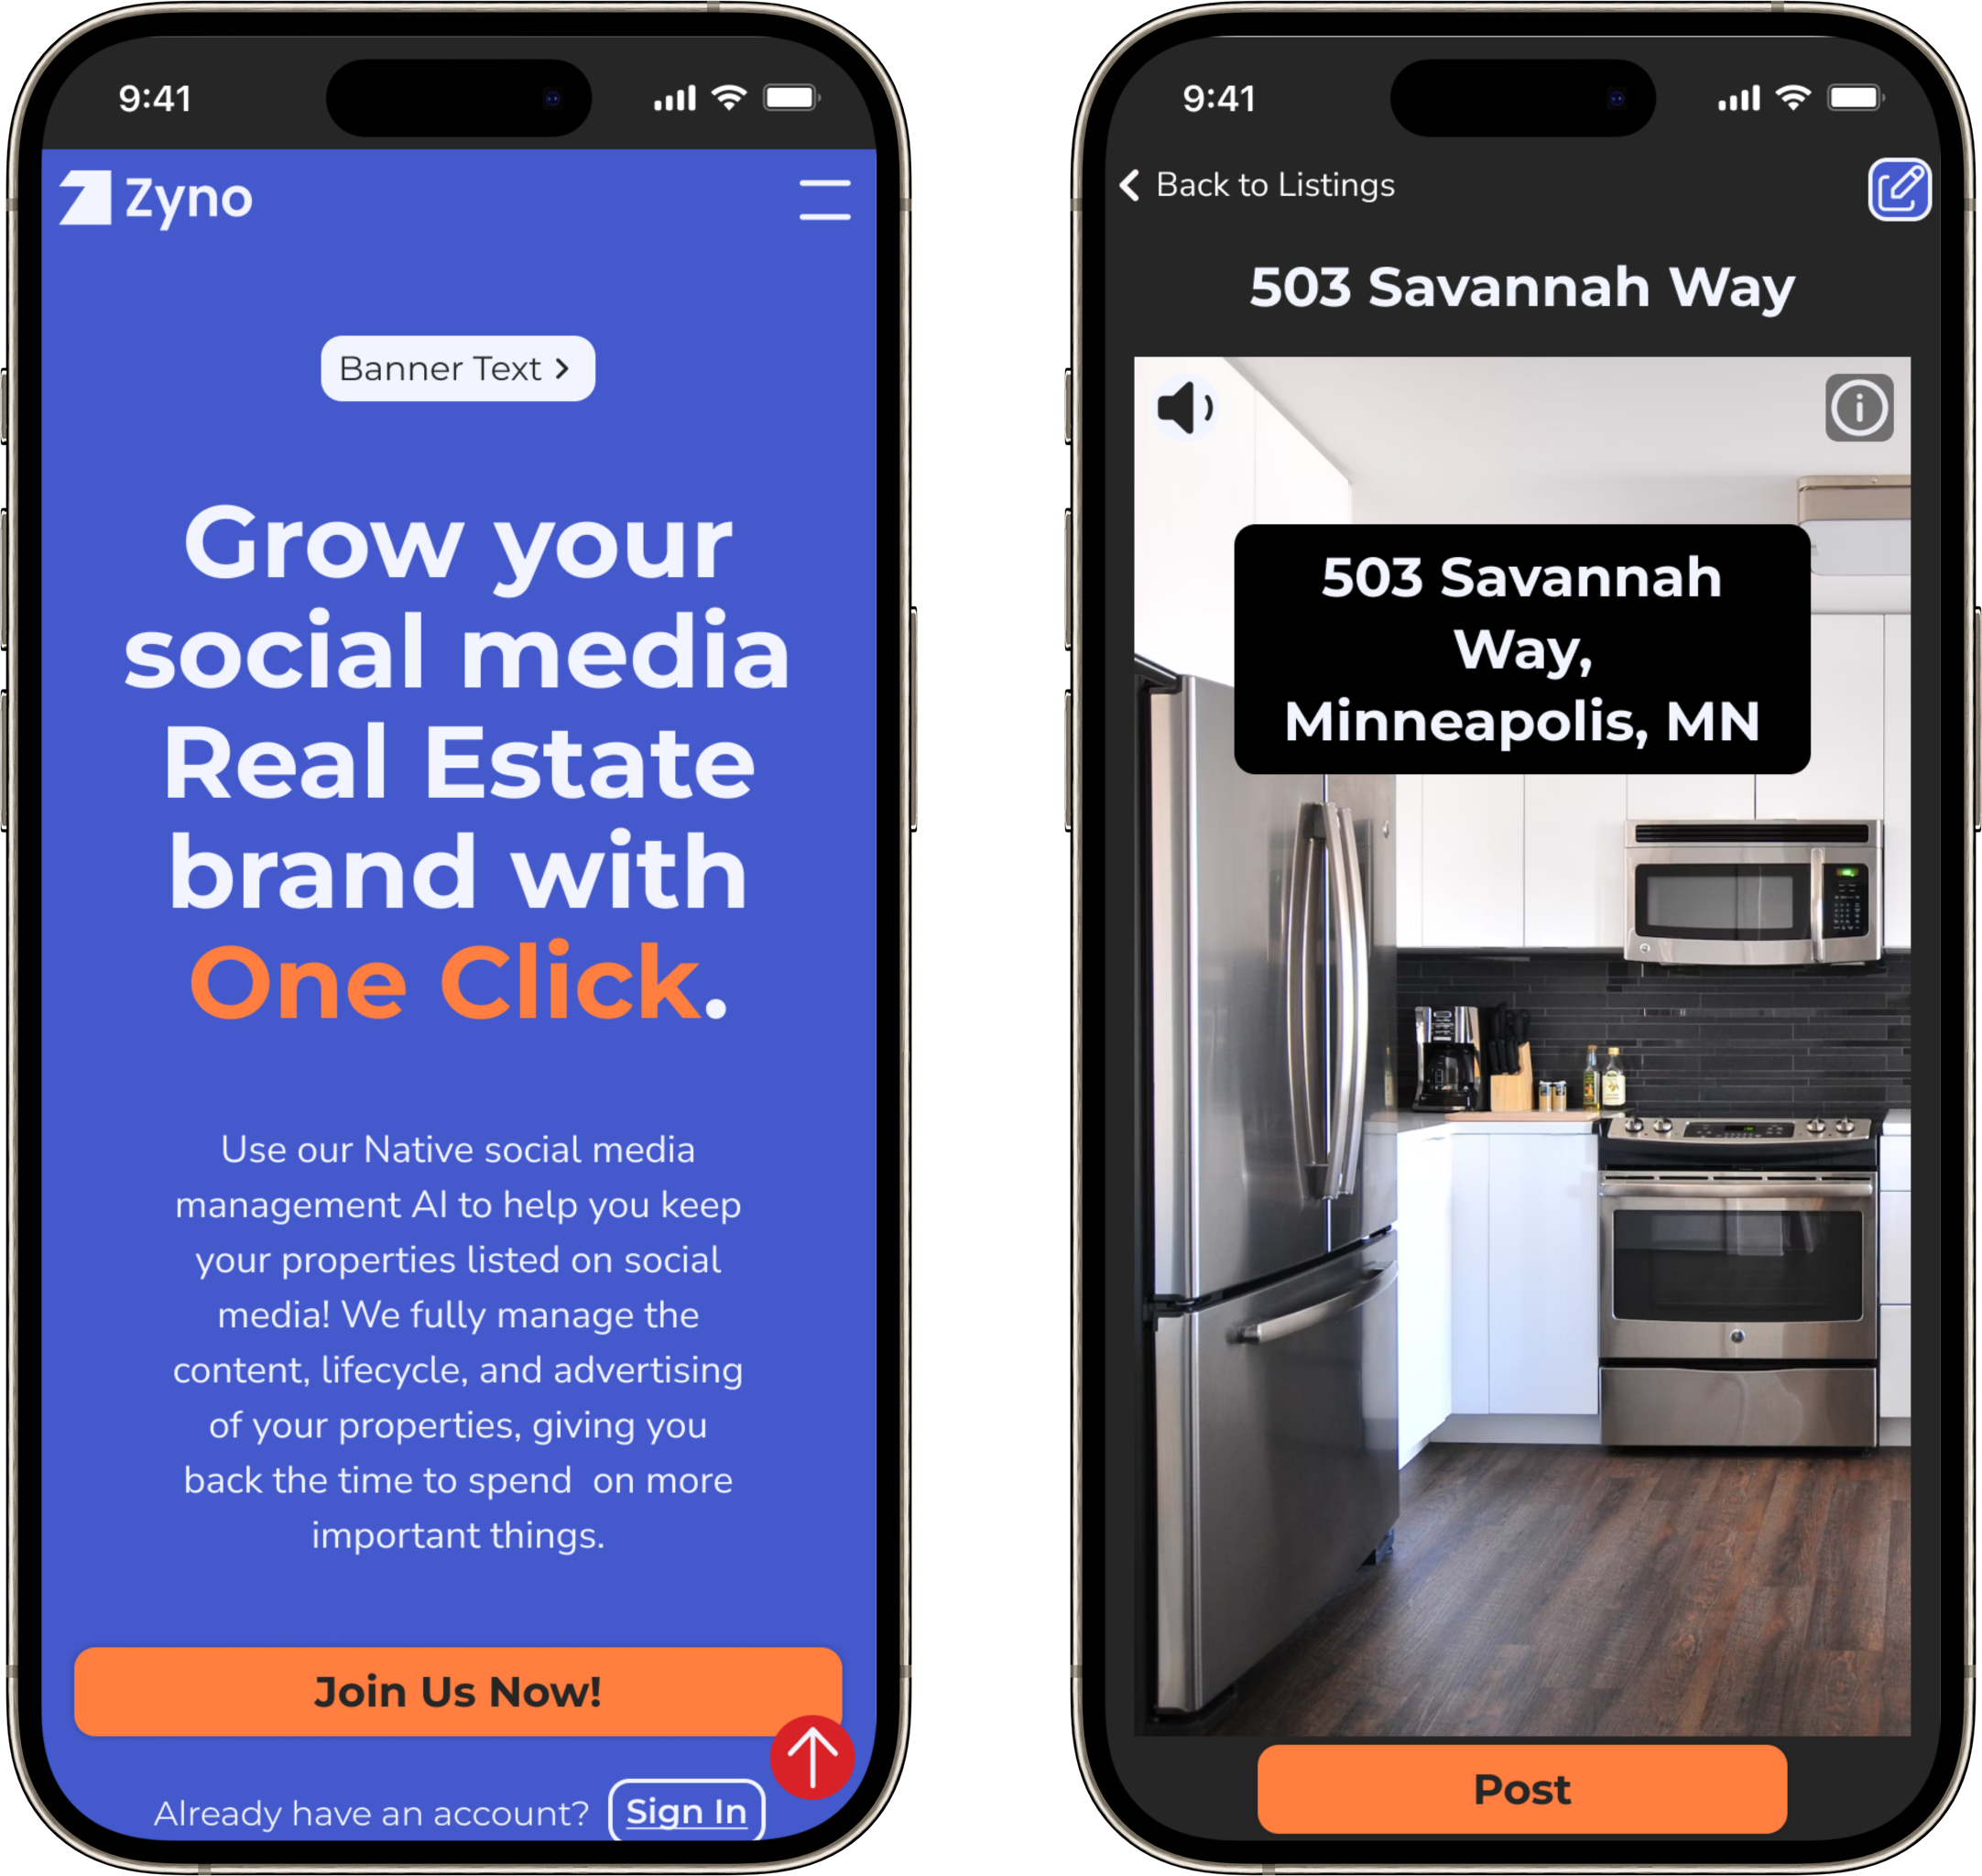 9:41
Zyno
Banner Text
Grow your
social media
Real Estate
brand with
One Click.
Use our Native social media
management AI to help you keep
your properties listed on social
media! We fully manage the
content, lifecycle, and advertising
of your properties, giving you
back the time to spend  on more
important things.
Join Us Now!
Already have an account? Sign In
9:41
Back to Listings
503 Savannah Way
503 Savannah
Way,
Minneapolis, MN
Post